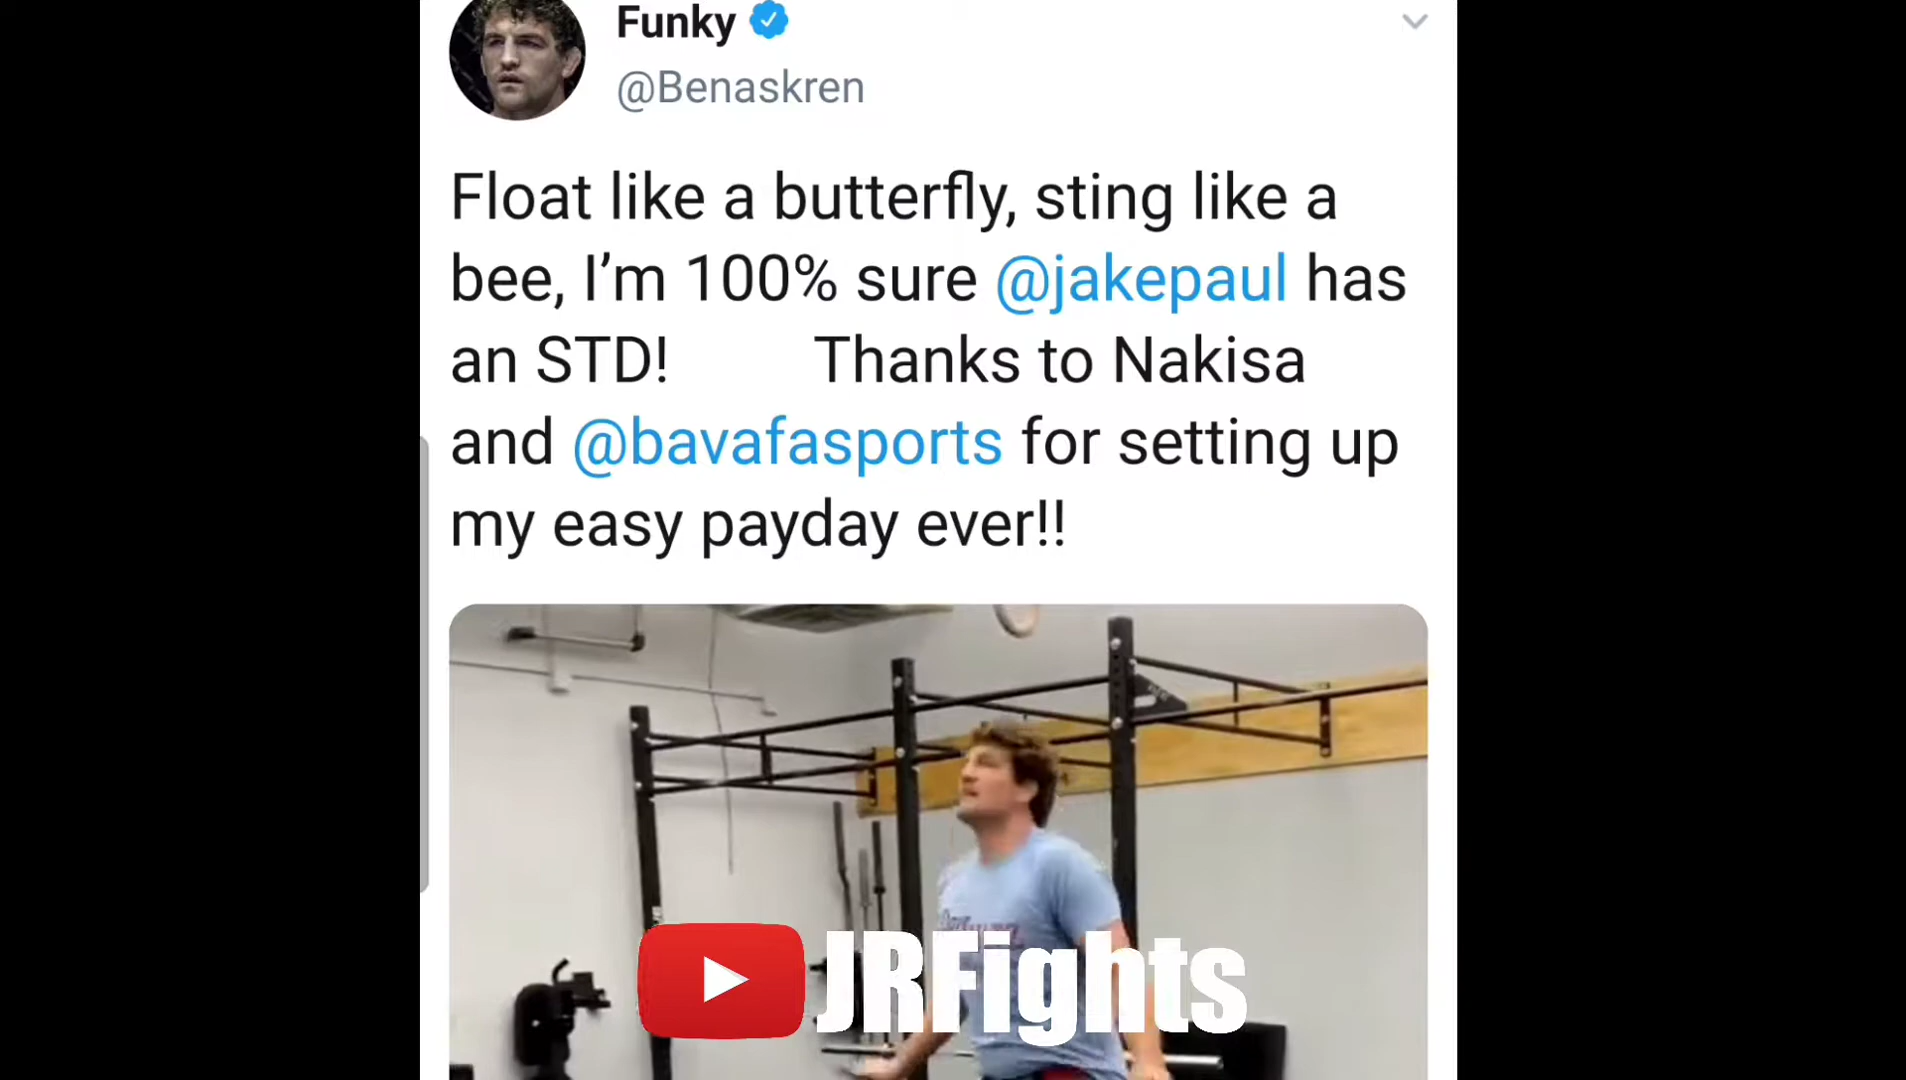 Funky
@Benaskren
Float like a butterfly, sting like a
bee, I’m 100% sure @jakepaul has
an STD! Thanks to Nakisa
and @bavafasports for setting up
my easy payday ever!!
JRFights